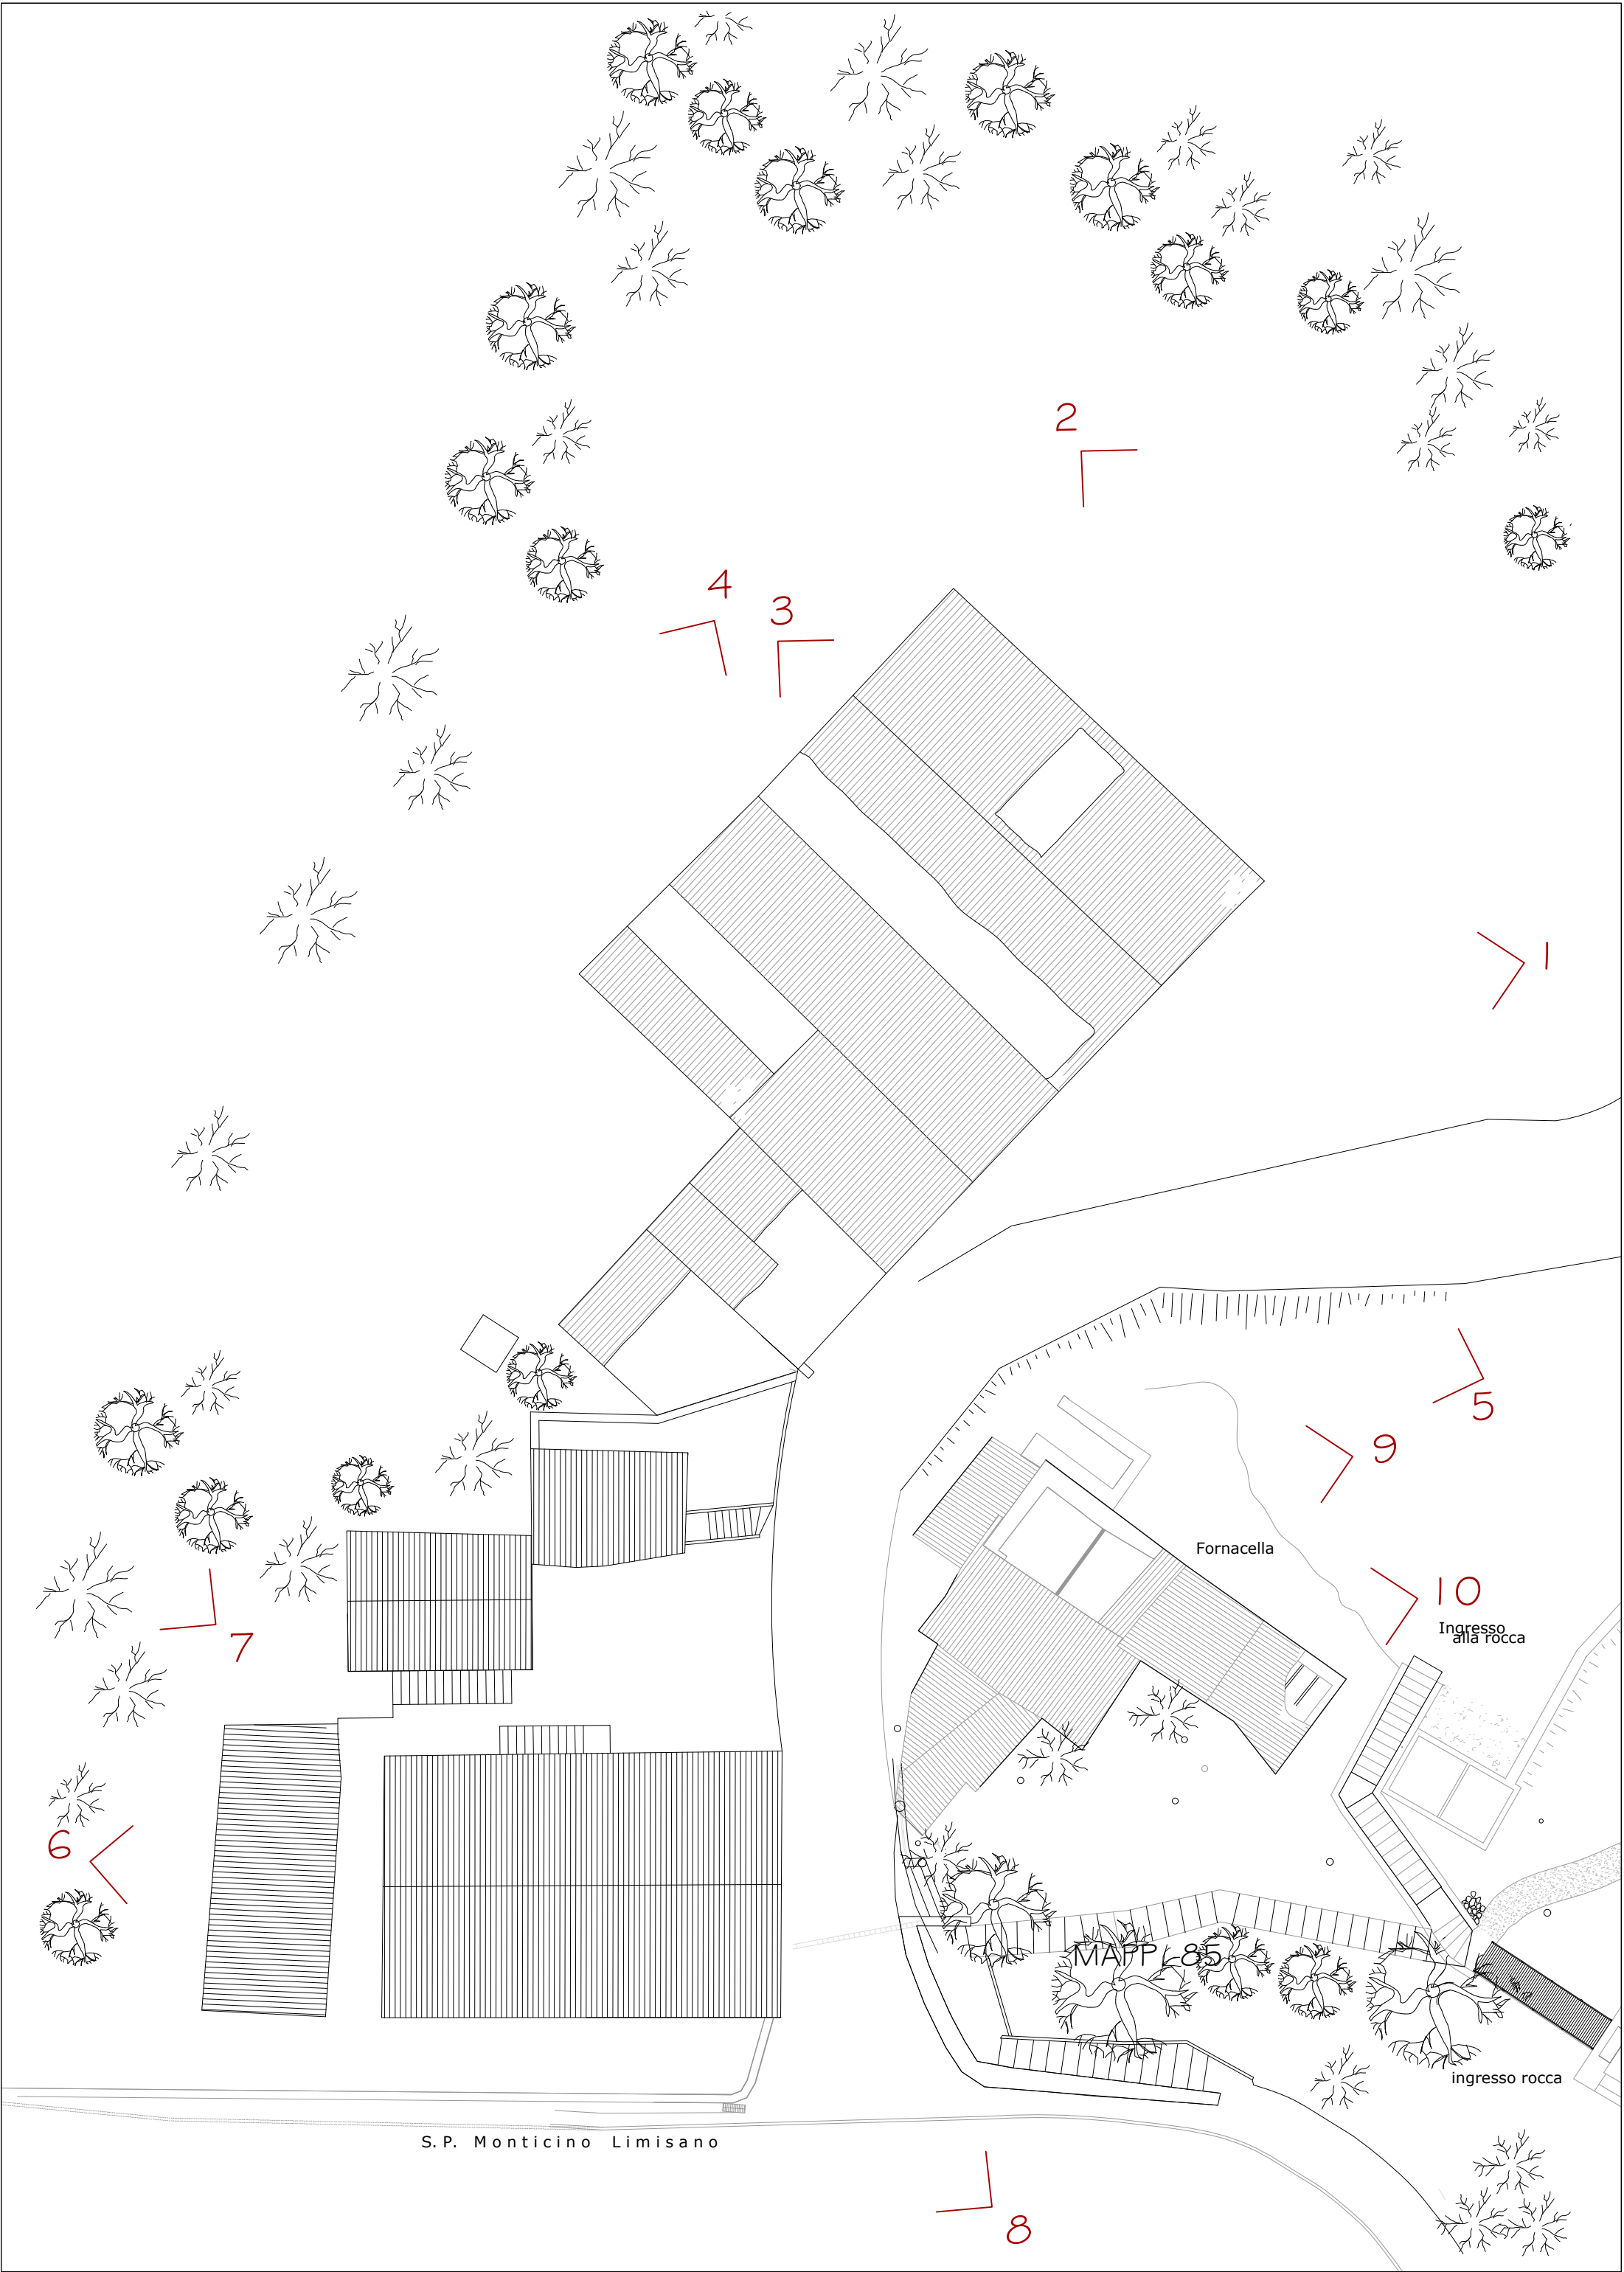 2
4
3
1
5
9
Fornacella
10
Ingresso
alla rocca
7
6
MAPP. 85
ingresso rocca
S.P. Monticino Limisano
8